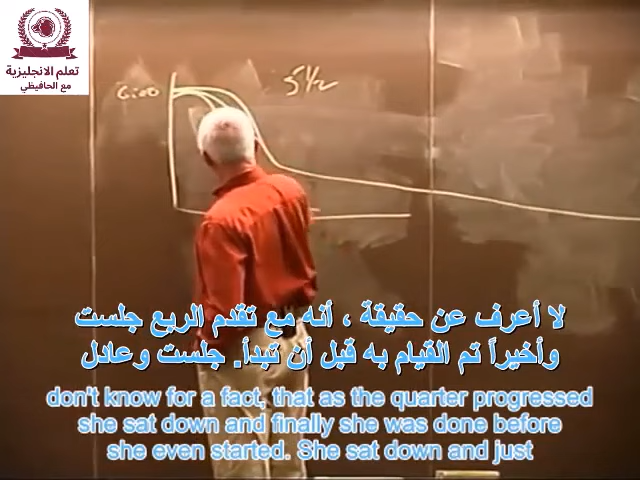 تعلم الانجليزية
مع الحافيظي
6:00
5 1/2
لا أعرف عن حقيقة ، أنه مع تقدم الربع جلست
وأخيراً تم القيام به قبل أن تبدأ. جلست وعادل
don't know for a fact, that as the quarter progressed
she sat down and finally she was done before
she even started. She sat down and just